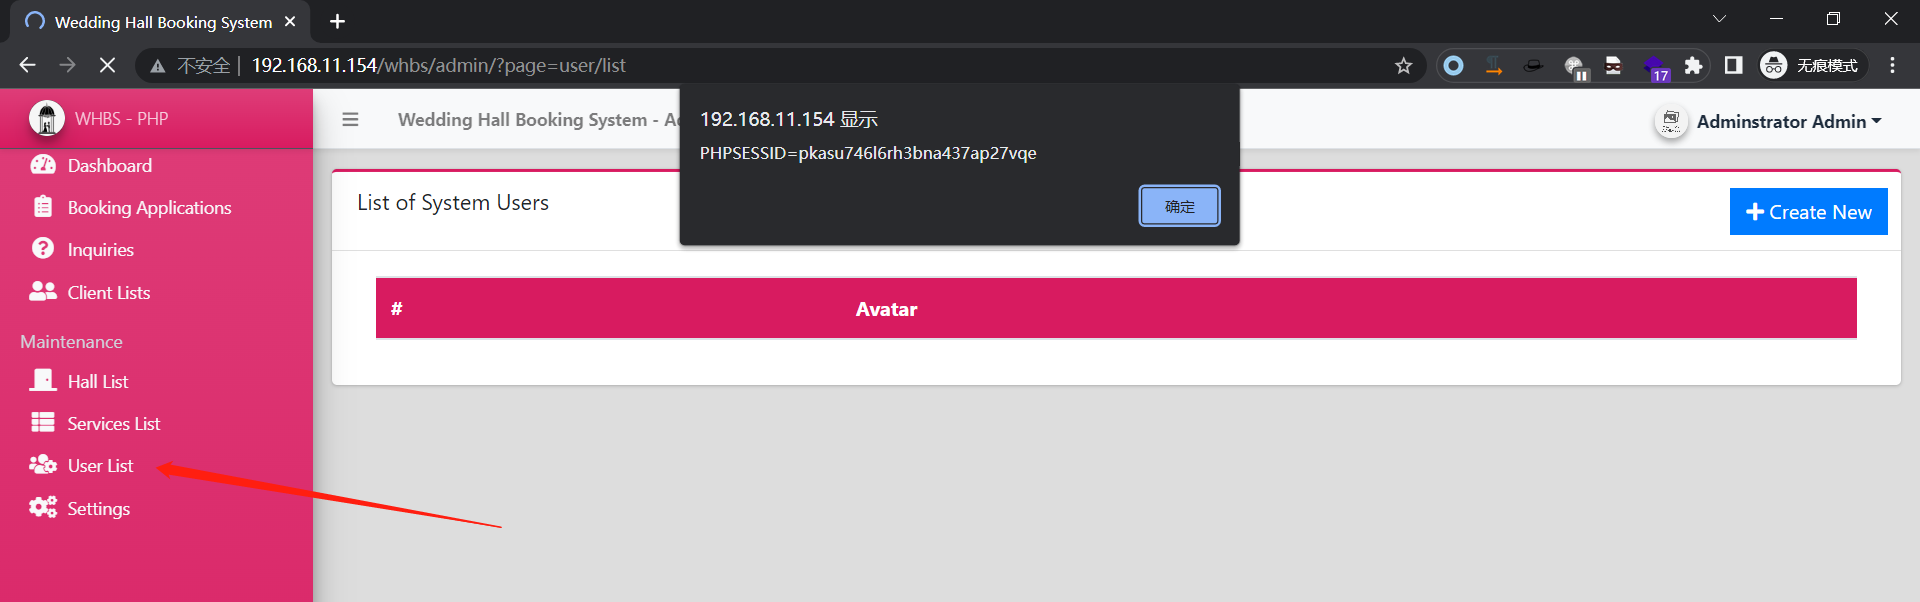 Wedding Hall Booking System
不安全 192.168.11.154/whbs/admin/?page=user/list
17
无痕模式
WHBS - PHP
Wedding Hall Booking System - Ad
Adminstrator Admin
192.168.11.154 显示
PHPSESSID=pkasu746l6rh3bna437ap27vqe
确定
Dashboard
Booking Applications
Inquiries
Client Lists
Maintenance
Hall List
Services List
User List
Settings
List of System Users
Create New
# Avatar